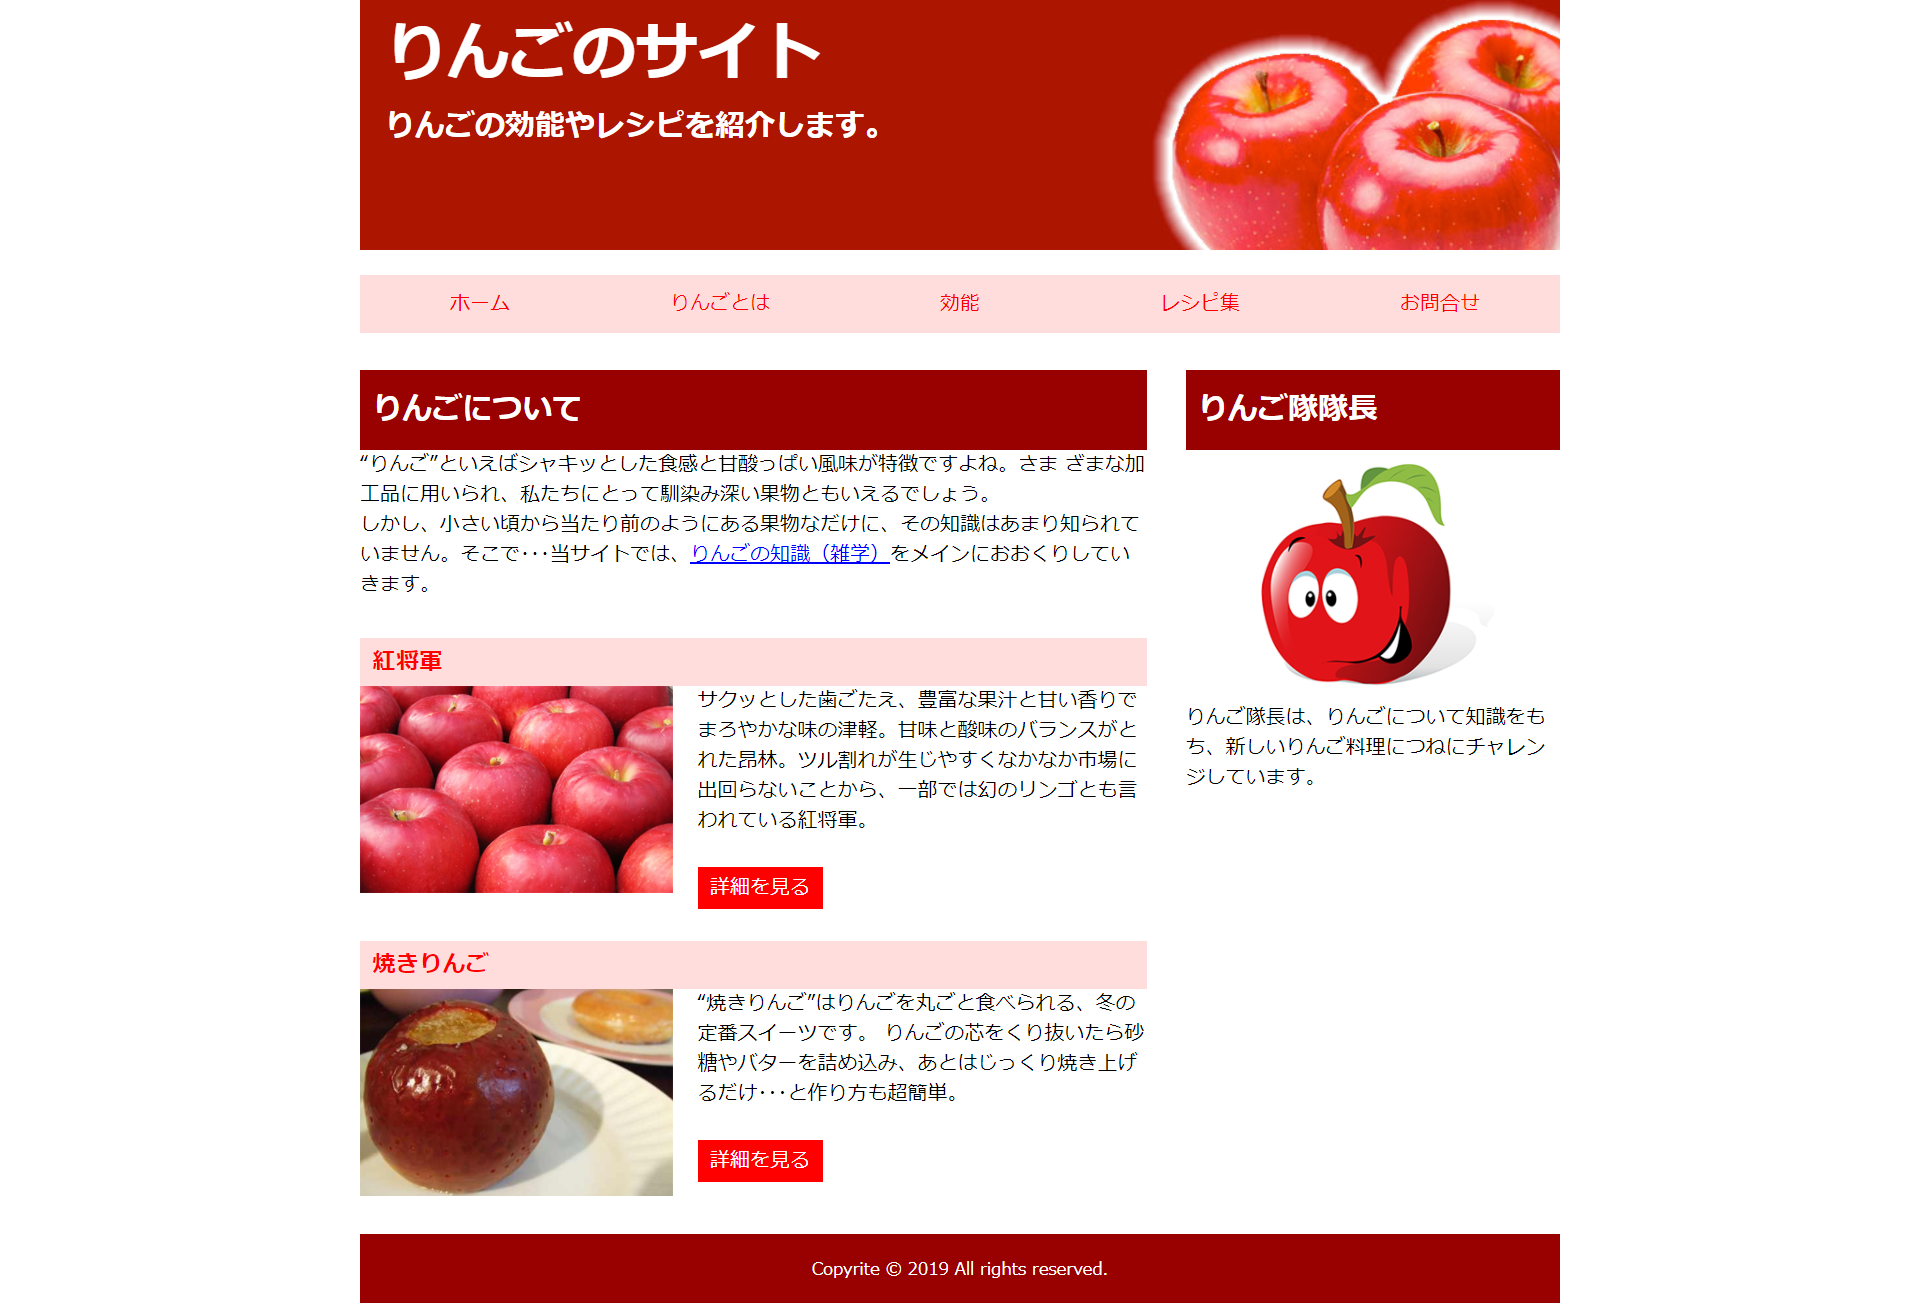 りんごのサイト
りんごの効能やレシピを紹介します。
ホーム りんごとは 効能 レシピ集 お問合せ
りんごについて
“りんご”といえばシャキッとした食感と甘酸っぱい風味が特徴ですよね。さま ざまな加
工品に用いられ、私たちにとって馴染み深い果物ともいえるでしょう。
しかし、小さい頃から当たり前のようにある果物なだけに、その知識はあまり知られて
いません。そこで･･･当サイトでは、りんごの知識（雑学）をメインにおおくりしてい
きます。
紅将軍
サクッとした歯ごたえ、豊富な果汁と甘い香りで
まろやかな味の津軽。甘味と酸味のバランスがと
れた昂林。ツル割れが生じやすくなかなか市場に
出回らないことから、一部では幻のリンゴとも言
われている紅将軍。
詳細を見る
焼きりんご
“焼きりんご”はりんごを丸ごと食べられる、冬の
定番スイーツです。 りんごの芯をくり抜いたら砂
糖やバターを詰め込み、あとはじっくり焼き上げ
るだけ･･･と作り方も超簡単。
詳細を見る
りんご隊隊長
りんご隊長は、りんごについて知識をも
ち、新しいりんご料理につねにチャレン
ジしています。
Copyrite © 2019 All rights reserved.